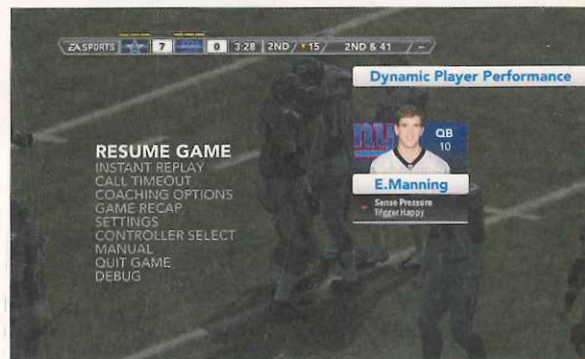 EA SPORTS 7 0 3:28 2ND ▼15 2ND & 41 –
Dynamic Player Performance
QB
10
E.Manning
Sense Pressure
Trigger Happy
RESUME GAME
INSTANT REPLAY
CALL TIMEOUT
COACHING OPTIONS
GAME RECAP
SETTINGS
CONTROLLER SELECT
MANUAL
QUIT GAME
DEBUG